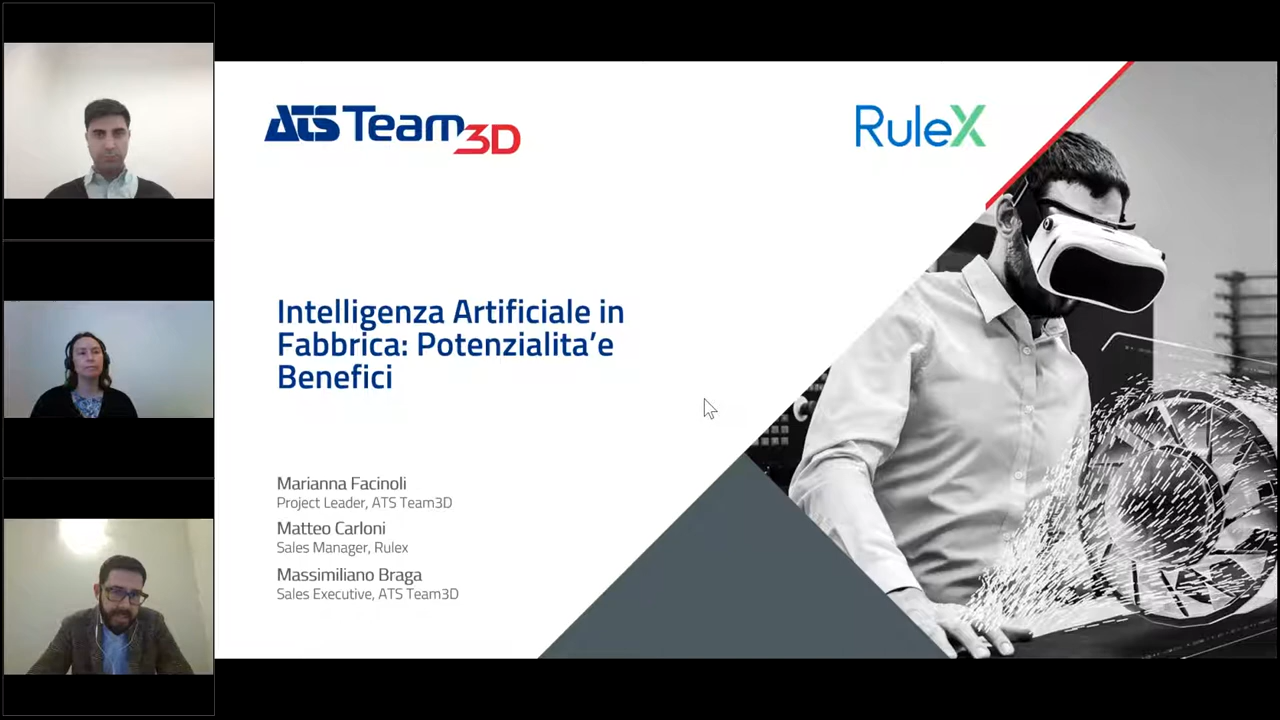 ATS Team3D
RuleX
Intelligenza Artificiale in
Fabbrica: Potenzialita'e
Benefici
Marianna Facinoli
Project Leader, ATS Team3D
Matteo Carloni
Sales Manager, Rulex
Massimiliano Braga
Sales Executive, ATS Team3D